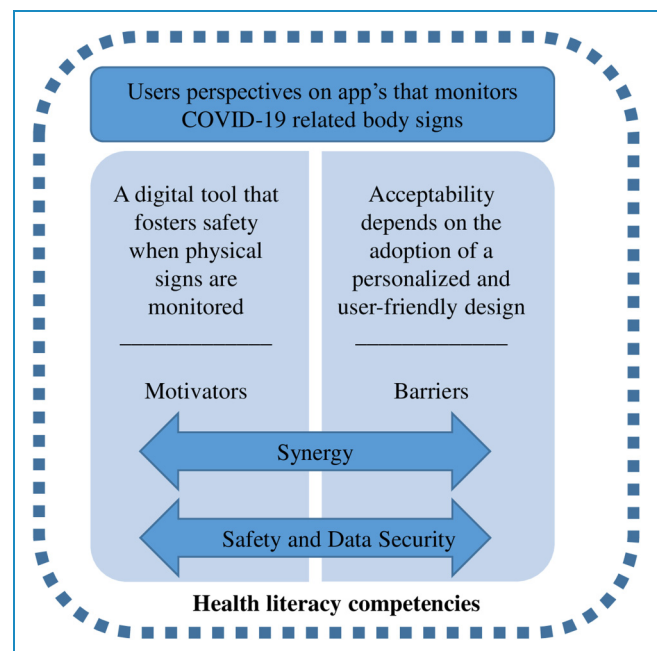 Users perspectives on app's that monitors
COVID-19 related body signs
A digital tool that
fosters safety
when physical
signs are
monitored
Motivators
Acceptability
depends on the
adoption of a
personalized and
user-friendly design
Barriers
Synergy
Safety and Data Security
Health literacy competencies